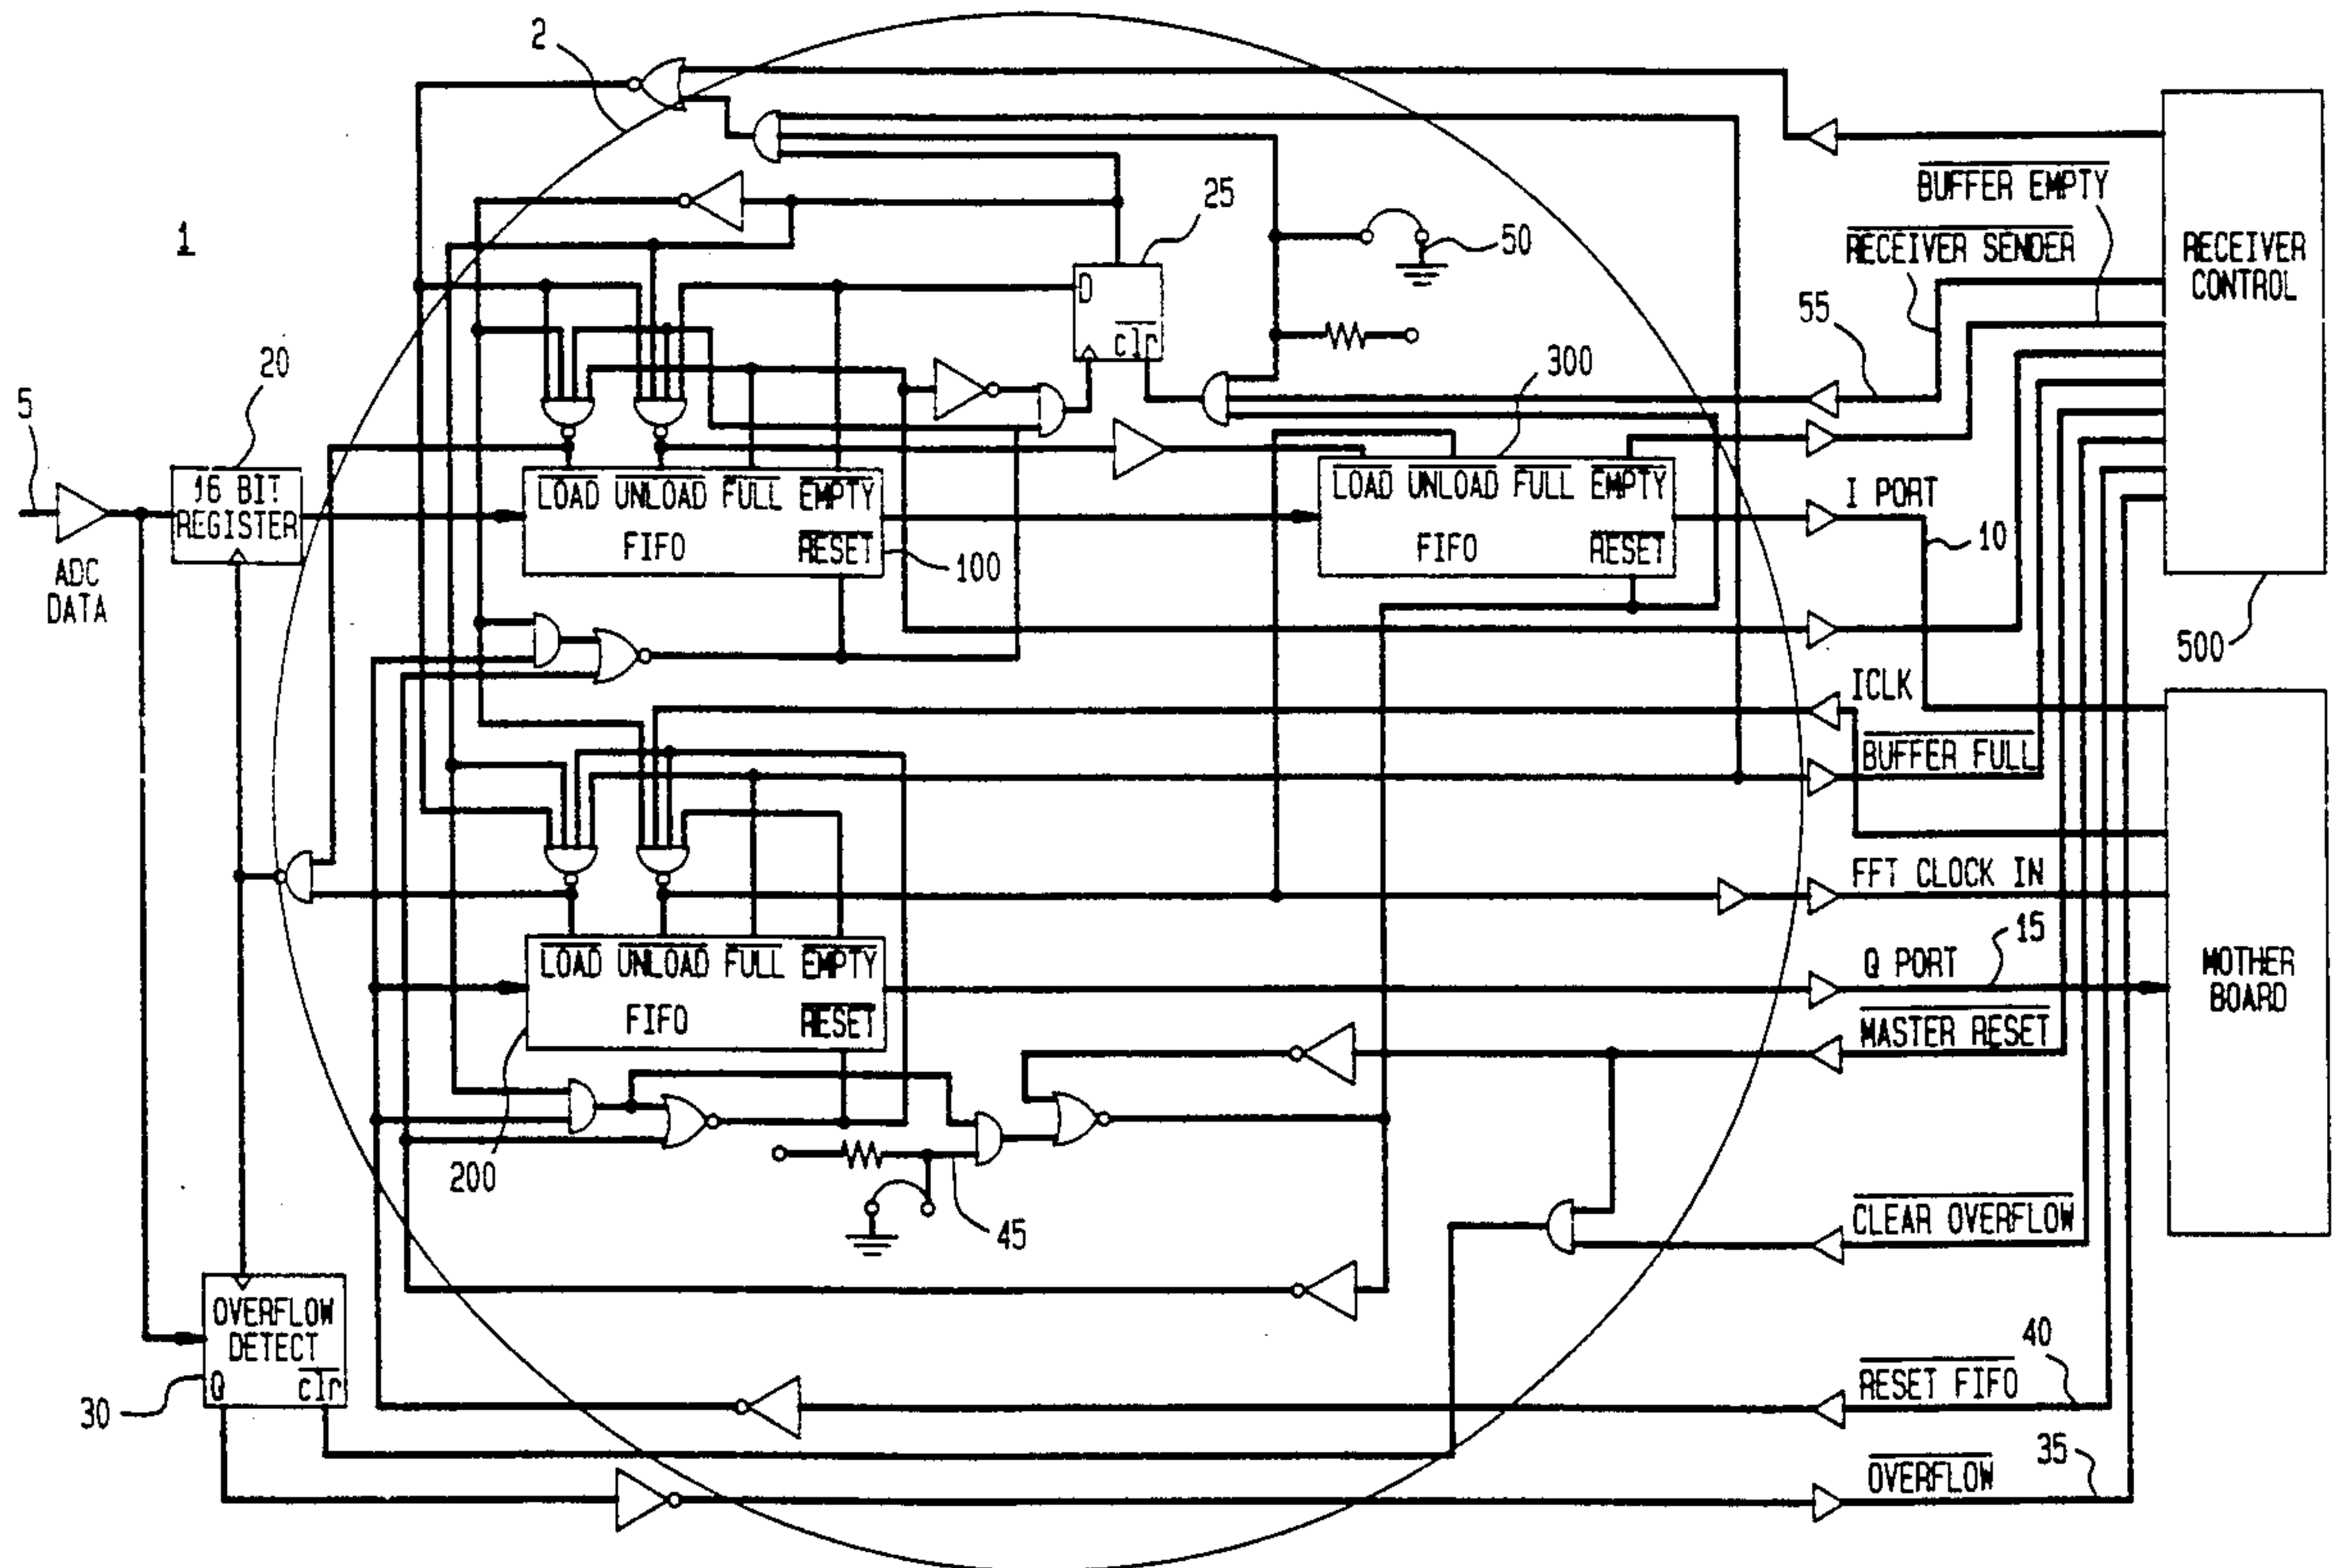 2
1
25
50
BUFFER EMPTY
RECEIVER SENDER
RECEIVER
CONTROL
D
clr
55
300
20
5
16 BIT
REGISTER
ADC
DATA
LOAD UNLOAD FULL EMPTY
FIFO RESET
100
LOAD UNLOAD FULL EMPTY
FIFO RESET
I PORT
10
500
ICLK
BUFFER FULL
FFT CLOCK IN
LOAD UNLOAD FULL EMPTY
FIFO RESET
200
Q PORT
15
MOTHER
BOARD
MASTER RESET
45
CLEAR OVERFLOW
OVERFLOW
DETECT
Q clr
30
RESET FIFO
40
OVERFLOW
35